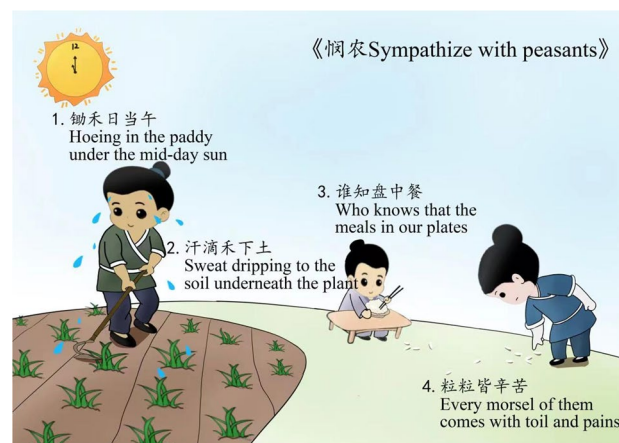 《悯农Sympathize with peasants》
12
1. 锄禾日当午
Hoeing in the paddy
under the mid-day sun
2. 汗滴禾下土
Sweat dripping to the
soil underneath the plant
3. 谁知盘中餐
Who knows that the
meals in our plates
4. 粒粒皆辛苦
Every morsel of them
comes with toil and pains